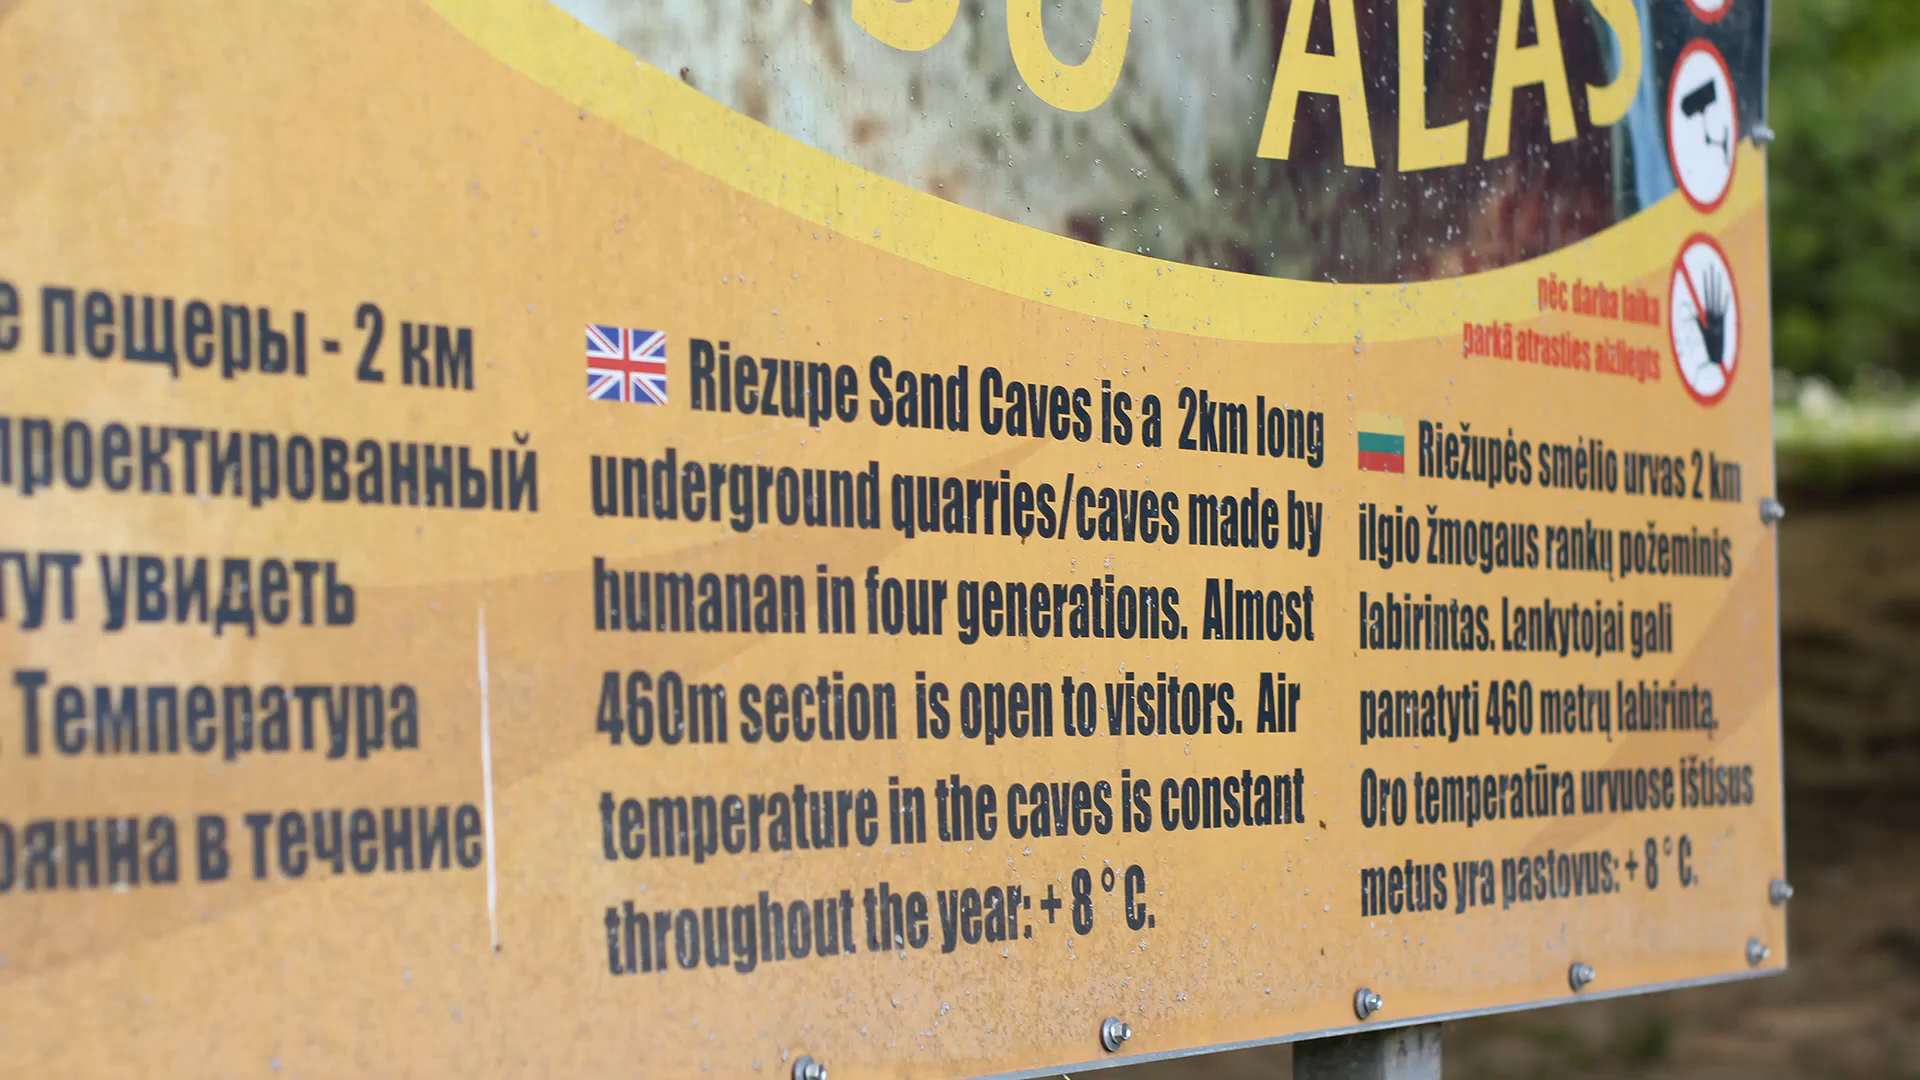 ALAS
пещеры - 2 км
проектированный
увидеть
Температура
в течение
Riezupe Sand Caves is a 2km long
underground quarries/caves made by
humanan in four generations. Almost
460m section is open to visitors. Air
temperature in the caves is constant
throughout the year: + 8 °C.
pēc darba laika
parkā atrasties aizliegts
Riežupės smėlio urvas 2 km
ilgio žmogaus rankų požeminis
labirintas. Lankytojai gali
pamatyti 460 metrų labirintą.
Oro temperatūra urvuose ištisus
metus yra pastovus: + 8 °C.